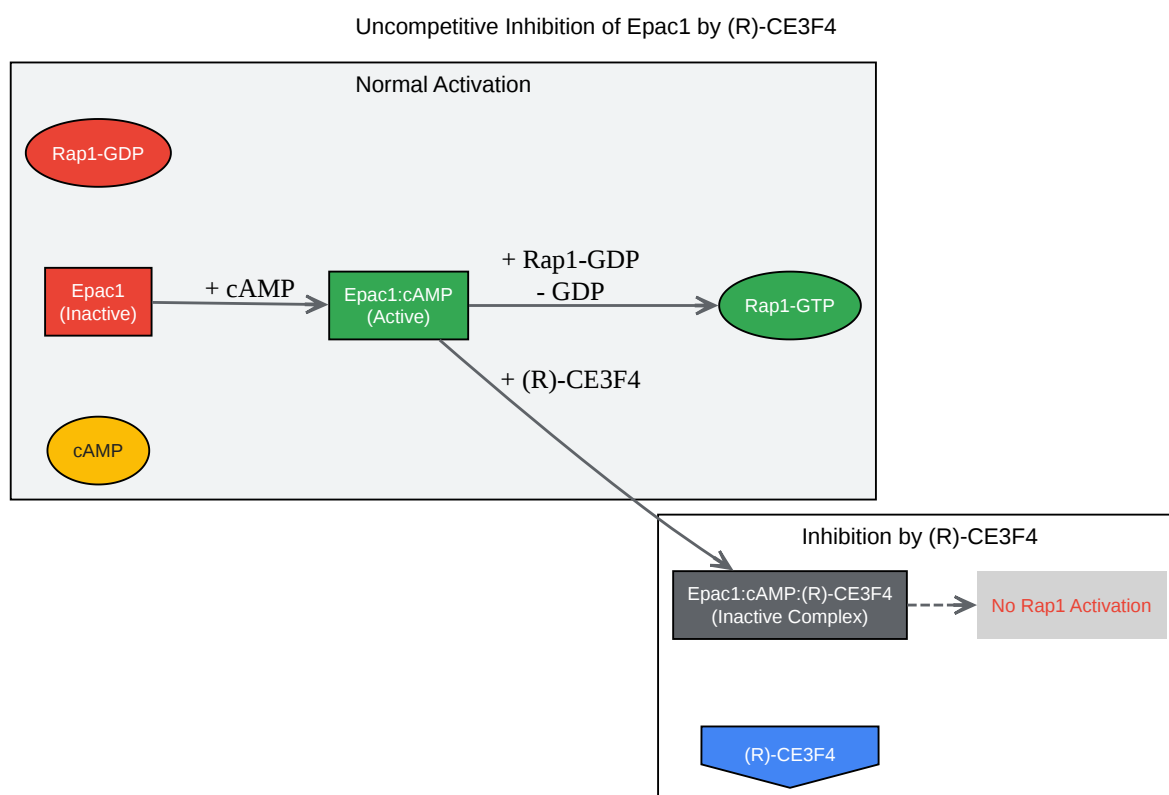 Uncompetitive Inhibition of Epac1 by (R)-CE3F4
Normal Activation
Rap1-GDP
Epac1
(Inactive)
+ cAMP
Epac1:cAMP
(Active)
+ Rap1-GDP
- GDP
Rap1-GTP
+ (R)-CE3F4
cAMP
Inhibition by (R)-CE3F4
Epac1:cAMP:(R)-CE3F4
(Inactive Complex)
No Rap1 Activation
(R)-CE3F4